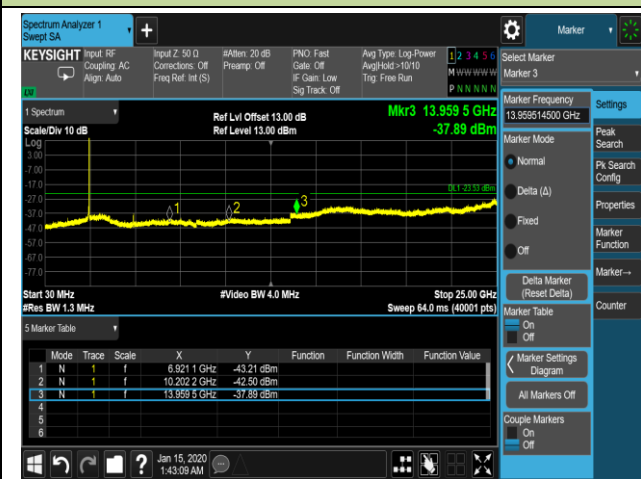 Spectrum Analyzer 1
Swept SA
+
Marker
KEYSIGHT
Input: RF
Coupling: AC
Align: Auto
Input Z: 50 Ω
Corrections: Off
Freq Ref: Int (S)
#Atten: 20 dB
Preamp: Off
PNO: Fast
Gate: Off
IF Gain: Low
Sig Track: Off
Avg Type: Log-Power
Avg|Hold:>10/10
Trig: Free Run
1 2 3 4 5 6
M W W W W W
P N N N N N
Select Marker
Marker 3
1 Spectrum
Scale/Div 10 dB
Ref Lvl Offset 13.00 dB
Ref Level 13.00 dBm
Mkr3 13.959 5 GHz
-37.89 dBm
Log
3.00
-7.00
-17.0
-27.0
-37.0
-47.0
-57.0
-67.0
-77.0
DL1 -23.53 dBm
1
2
3
Start 30 MHz
#Res BW 1.3 MHz
#Video BW 4.0 MHz
Stop 25.00 GHz
Sweep 64.0 ms (40001 pts)
5 Marker Table
Mode Trace Scale X Y Function Function Width Function Value
1 N 1 f 6.921 1 GHz -43.21 dBm
2 N 1 f 10.202 2 GHz -42.50 dBm
3 N 1 f 13.959 5 GHz -37.89 dBm
4
5
6
Jan 15, 2020
1:43:09 AM
?
Marker Frequency
13.959514500 GHz
Marker Mode
Normal
Delta (Δ)
Fixed
Off
Delta Marker
(Reset Delta)
Marker Table
On
Off
Marker Settings
Diagram
All Markers Off
Couple Markers
On
Off
Settings
Peak
Search
Pk Search
Config
Properties
Marker
Function
Marker→
Counter